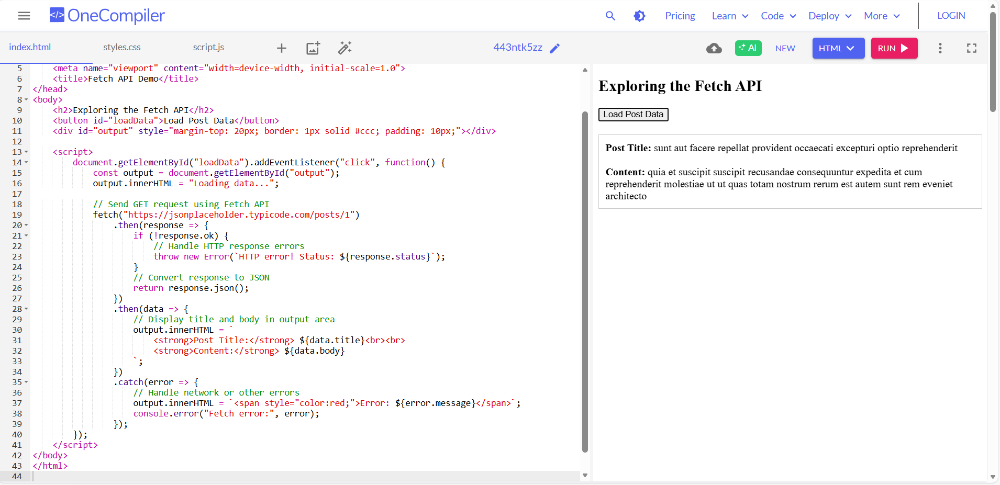 </> OneCompiler
Pricing Learn Code Deploy More LOGIN
index.html styles.css script.js 443ntk5zz AI NEW HTML RUN
5 <meta name="viewport" content="width=device-width, initial-scale=1.0">
6 <title>Fetch API Demo</title>
7 </head>
8 <body>
9 <h2>Exploring the Fetch API</h2>
10 <button id="loadData">Load Post Data</button>
11 <div id="output" style="margin-top: 20px; border: 1px solid #ccc; padding: 10px;"></div>
12
13 <script>
14 document.getElementById("loadData").addEventListener("click", function() {
15 const output = document.getElementById("output");
16 output.innerHTML = "Loading data...";
17
18 // Send GET request using Fetch API
19 fetch("https://jsonplaceholder.typicode.com/posts/1")
20 .then(response => {
21 if (!response.ok) {
22 // Handle HTTP response errors
23 throw new Error(`HTTP error! Status: ${response.status}`);
24 }
25 // Convert response to JSON
26 return response.json();
27 })
28 .then(data => {
29 // Display title and body in output area
30 output.innerHTML = `
31 <strong>Post Title:</strong> ${data.title}<br><br>
32 <strong>Content:</strong> ${data.body}
33 `;
34 })
35 .catch(error => {
36 // Handle network or other errors
37 output.innerHTML = `<span style="color:red;">Error: ${error.message}</span>`;
38 console.error("Fetch error:", error);
39 });
40 });
41 </script>
42 </body>
43 </html>
44
Exploring the Fetch API
Load Post Data
Post Title: sunt aut facere repellat provident occaecati excepturi optio reprehenderit
Content: quia et suscipit suscipit recusandae consequuntur expedita et cum
reprehenderit molestiae ut ut quas totam nostrum rerum est autem sunt rem eveniet
architecto